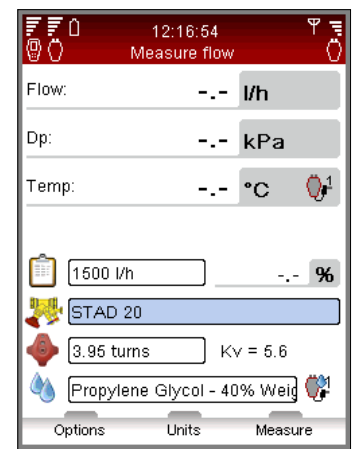 12:16:54
Measure flow
Flow: -.- l/h
Dp: -.- kPa
Temp: -.- °C 1
1500 l/h -.- %
STAD 20
3.95 turns Kv = 5.6
Propylene Glycol - 40% Weig
Options Units Measure